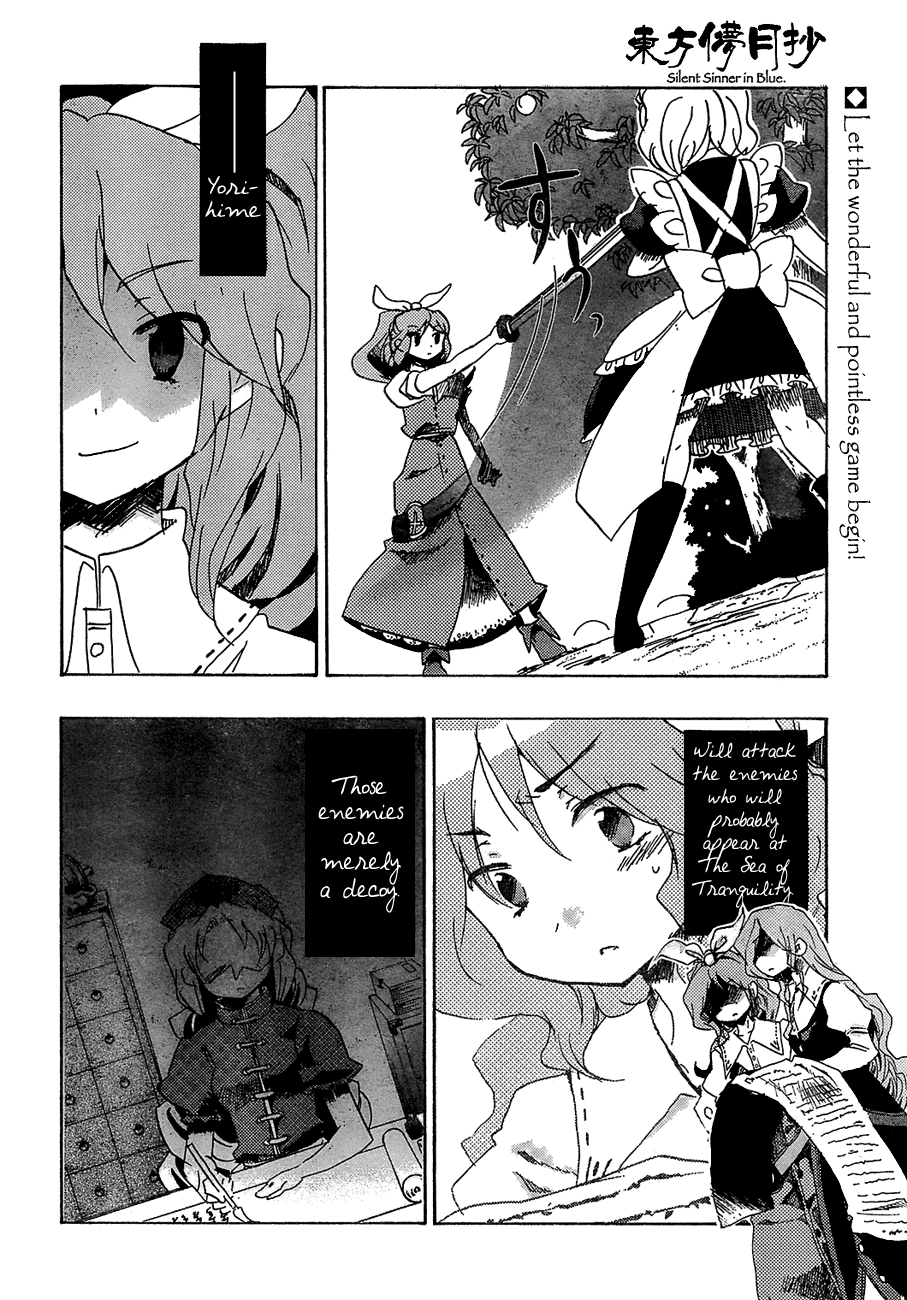 東方儚月抄
Silent Sinner in Blue.
Let the wonderful and pointless game begin!
すっ
Yori-
hime
Will attack
the enemies
who will
probably
appear at
The Sea of
Tranquility
Those
enemies
are
merely
a decoy